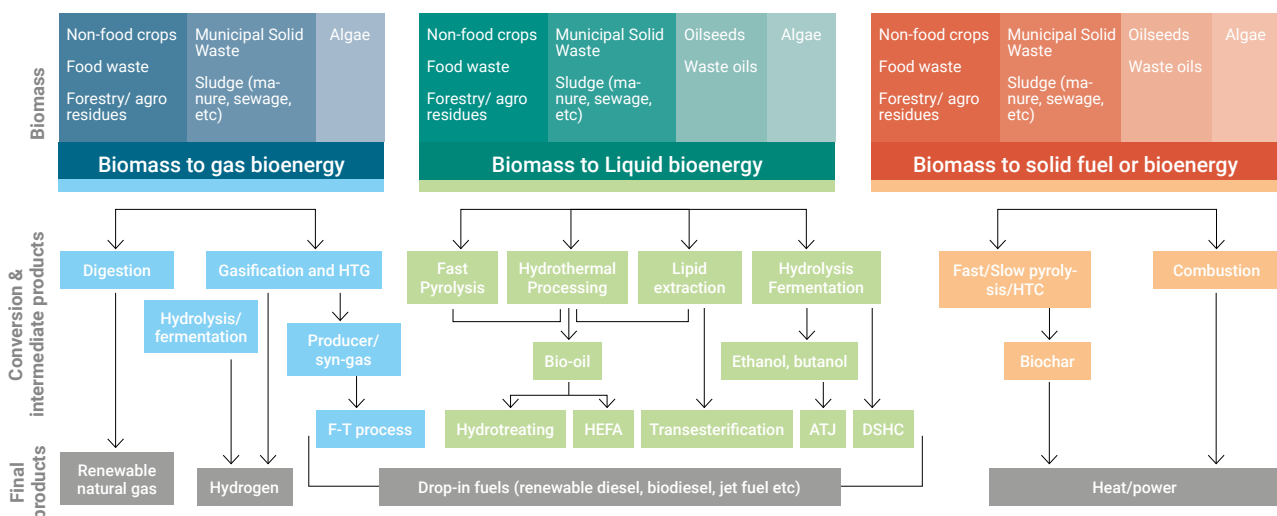 Biomass
Non-food crops
Food waste
Forestry/ agro
residues
Municipal Solid
Waste
Sludge (ma-
nure, sewage,
etc)
Algae
Biomass to gas bioenergy
Non-food crops
Food waste
Forestry/ agro
residues
Municipal Solid
Waste
Sludge (ma-
nure, sewage,
etc)
Oilseeds
Waste oils
Algae
Biomass to Liquid bioenergy
Non-food crops
Food waste
Forestry/ agro
residues
Municipal Solid
Waste
Sludge (ma-
nure, sewage,
etc)
Oilseeds
Waste oils
Algae
Biomass to solid fuel or bioenergy
Conversion &
intermediate products
Digestion
Gasification and HTG
Hydrolysis/
fermentation
Producer/
syn-gas
F-T process
Fast
Pyrolysis
Hydrothermal
Processing
Lipid
extraction
Hydrolysis
Fermentation
Bio-oil
Ethanol, butanol
Hydrotreating
HEFA
Transesterification
ATJ
DSHC
Fast/Slow pyroly-
sis/HTC
Combustion
Biochar
Final
products
Renewable
natural gas
Hydrogen
Drop-in fuels (renewable diesel, biodiesel, jet fuel etc)
Heat/power